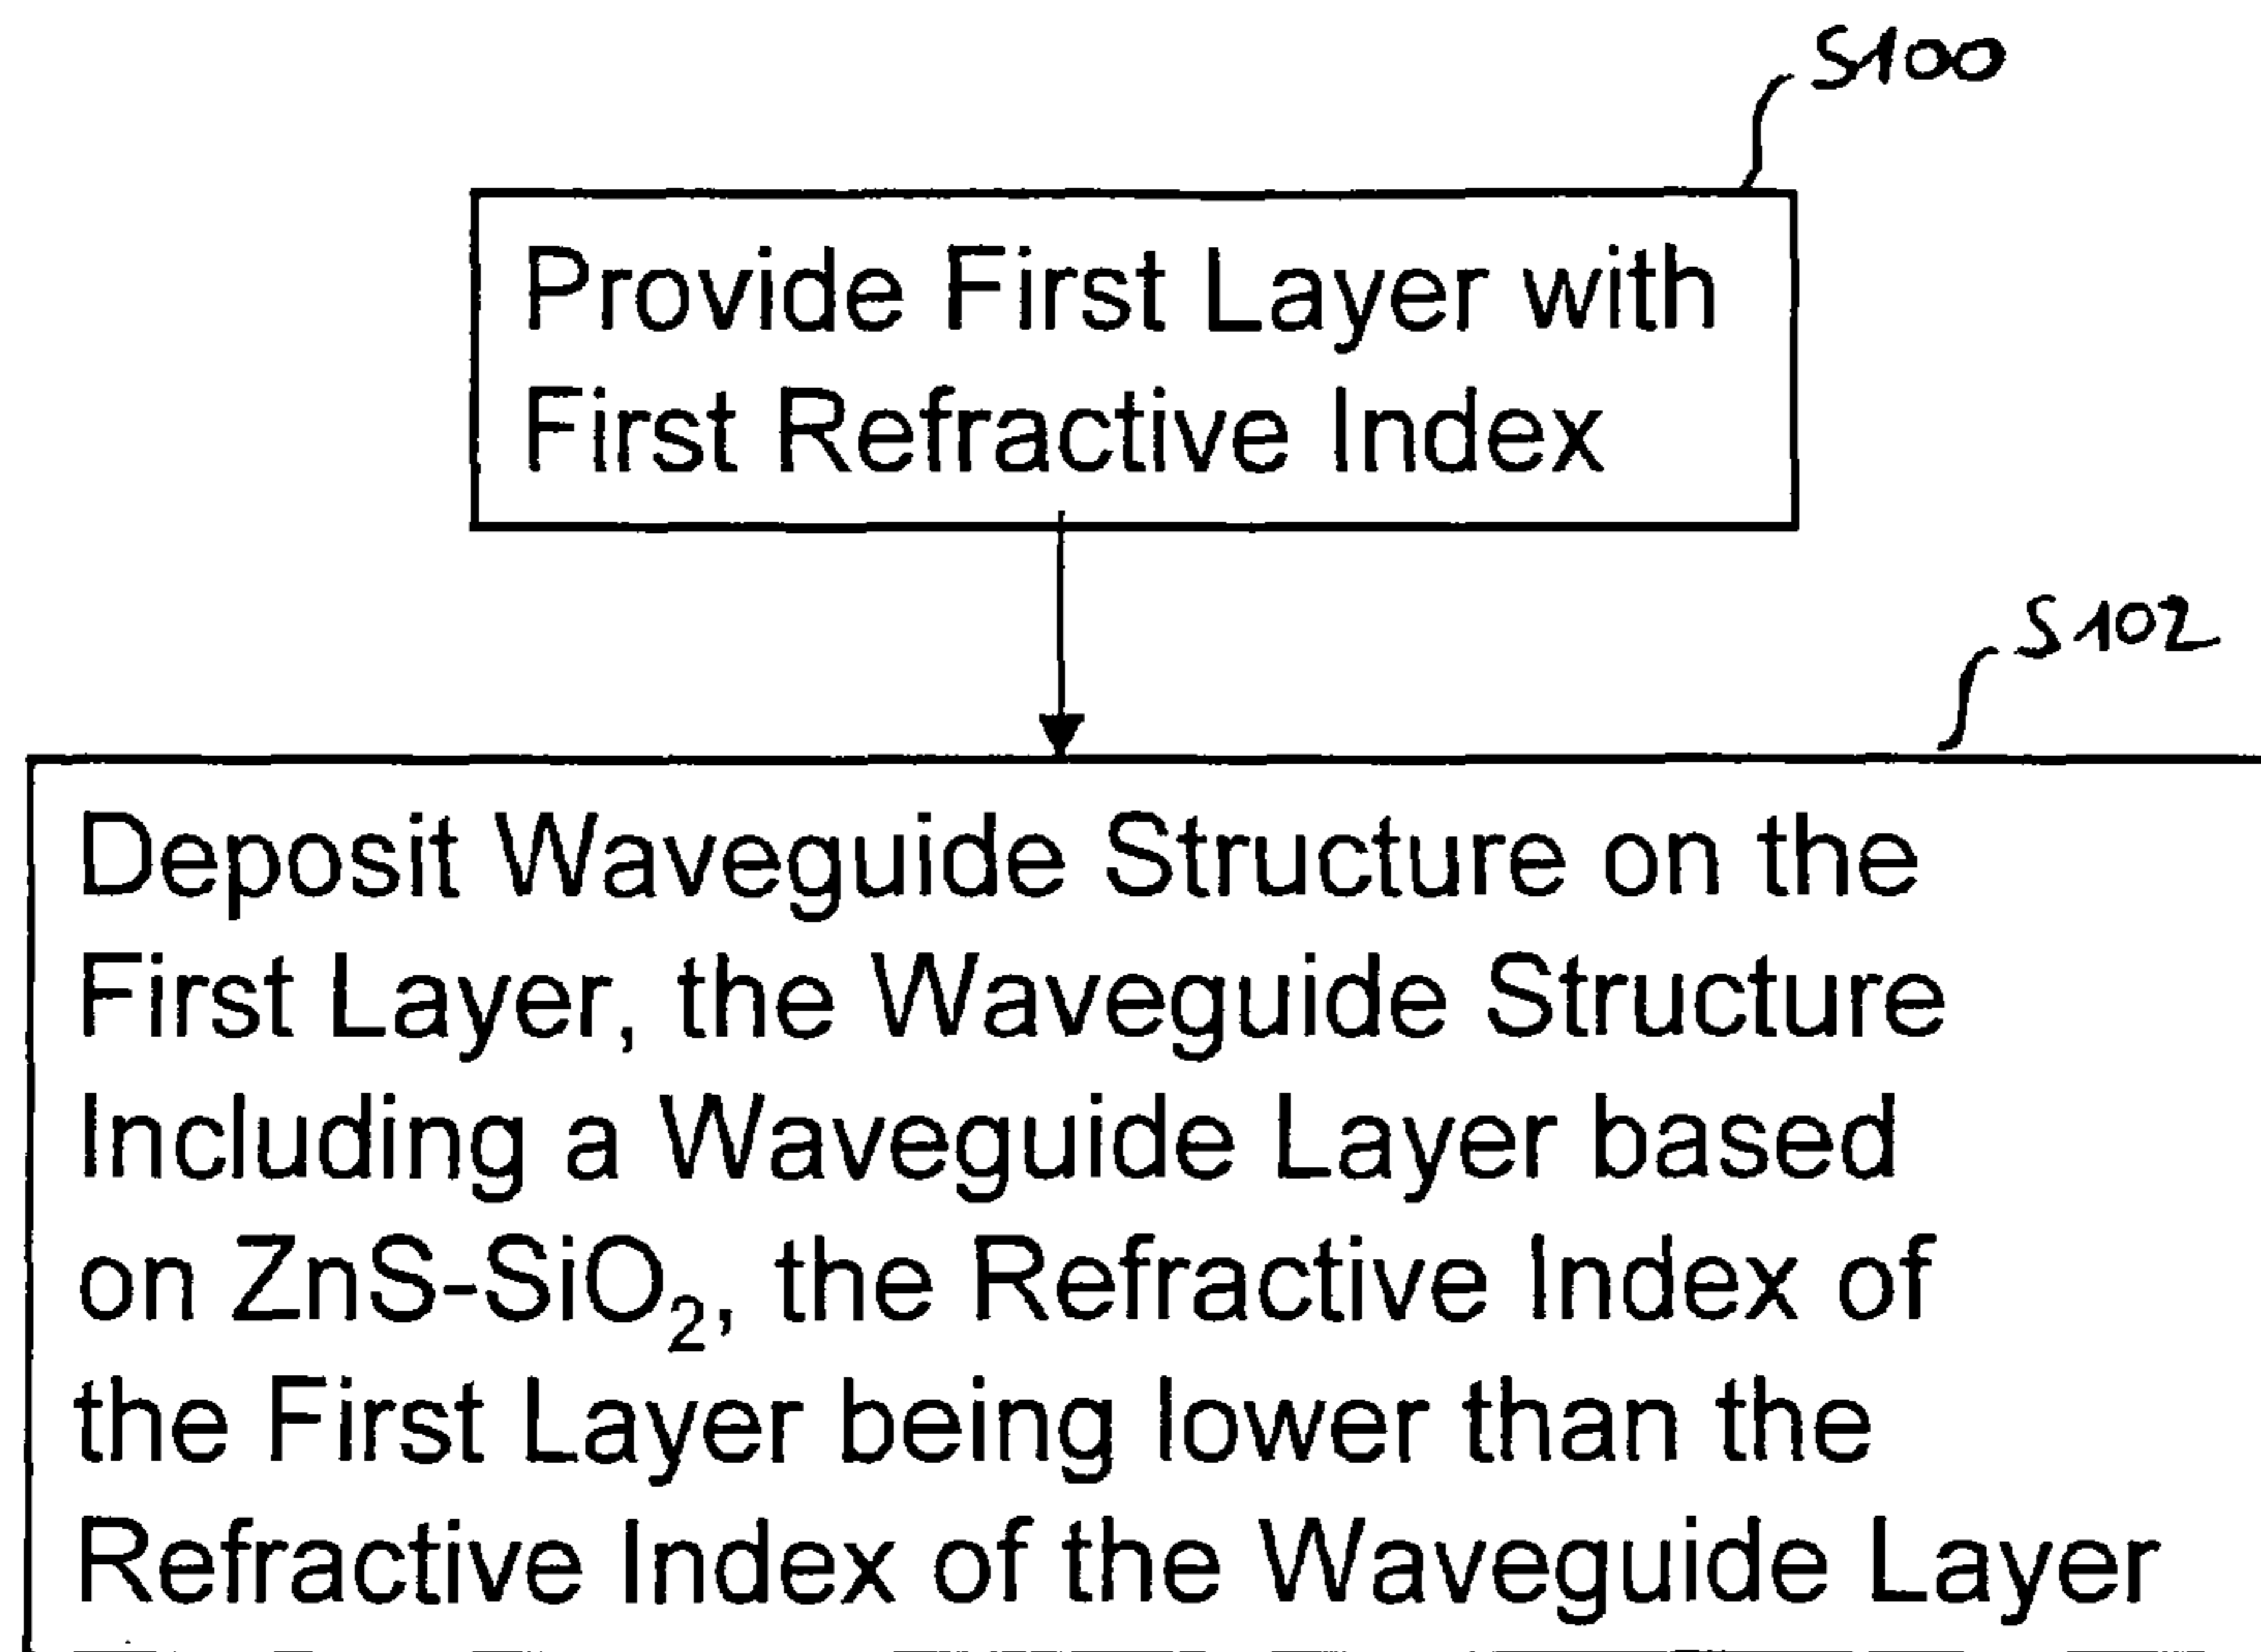 S100
Provide First Layer with
First Refractive Index
S102
Deposit Waveguide Structure on the
First Layer, the Waveguide Structure
Including a Waveguide Layer based
on ZnS-SiO₂, the Refractive Index of
the First Layer being lower than the
Refractive Index of the Waveguide Layer